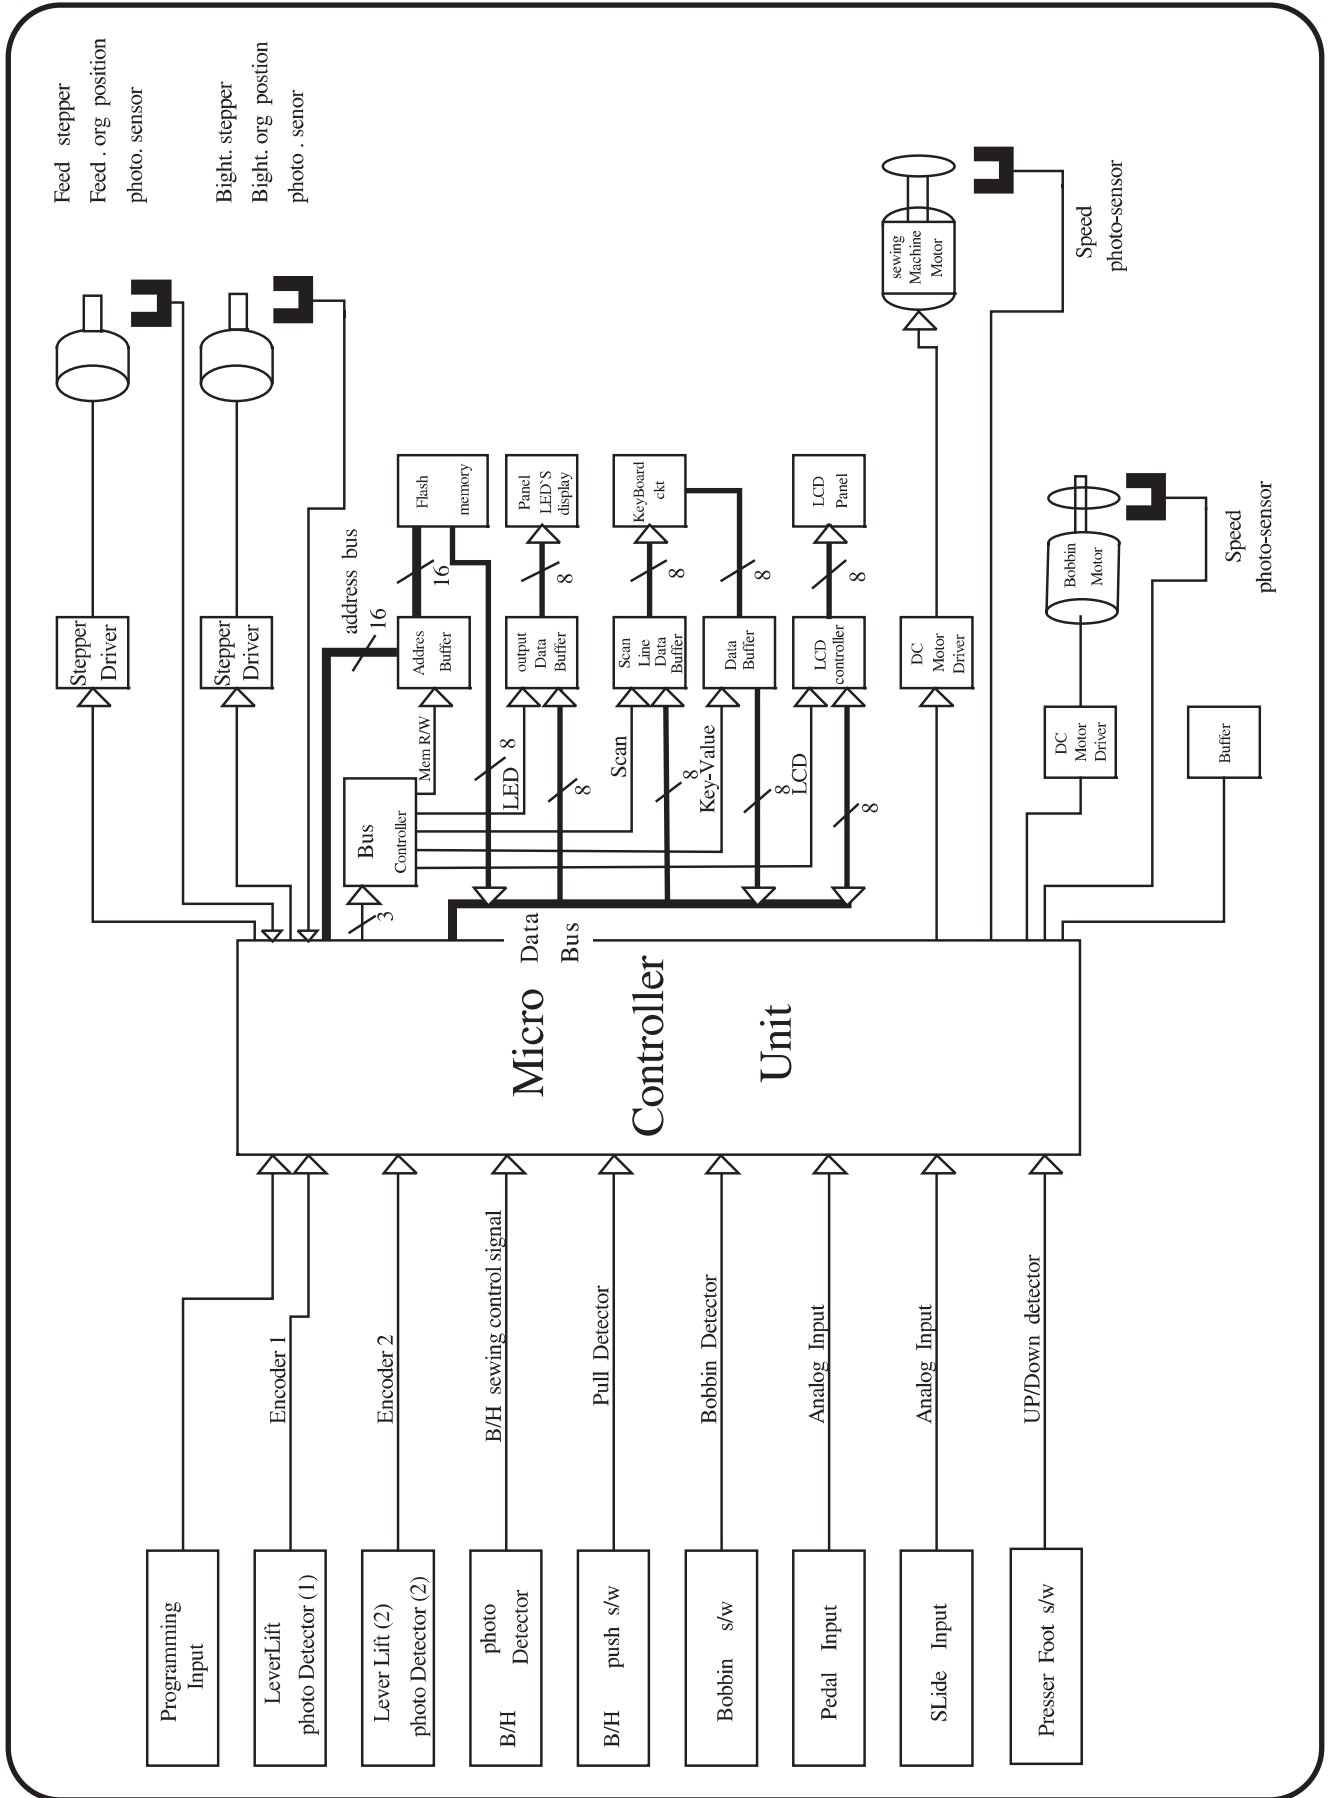 Feed stepper
Feed . org position
photo. sensor
Bight. stepper
Bight. org postion
photo . senor
Stepper
Driver
Stepper
Driver
address bus
16
16
Flash
memory
Addres
Buffer
Mem R/W
Bus
Controller
3
8
Panel
LED`S
display
8
output
Data
Buffer
LED
8
KeyBoard
ckt
8
8
Scan
Line
Data
Buffer
Scan
8
Data
Buffer
Key-Value
8
LCD
Panel
8
LCD
controller
LCD
8
sewing
Machine
Motor
Speed
photo-sensor
DC
Motor
Driver
Bobbin
Motor
Speed
photo-sensor
DC
Motor
Driver
Buffer
Data
Bus
Micro
Controller
Unit
Encoder 1
Encoder 2
B/H sewing control signal
Pull Detector
Bobbin Detector
Analog Input
Analog Input
UP/Down detector
Programming
Input
LeverLift
photo Detector (1)
Lever Lift (2)
photo Detector (2)
B/H photo
Detector
B/H push s/w
Bobbin s/w
Pedal Input
SLide Input
Presser Foot s/w